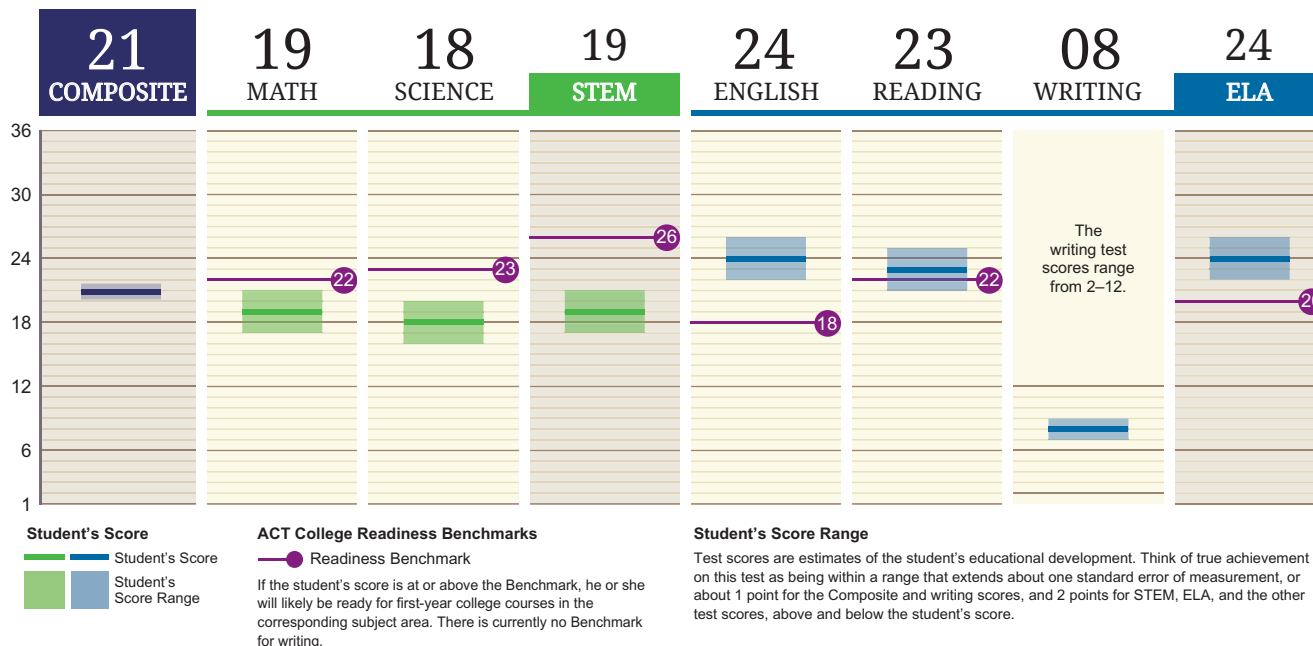 21 19 18 19 24 23 08 24
COMPOSITE MATH SCIENCE STEM ENGLISH READING WRITING ELA
36
30
24
18
12
6
1
22
23
26
18
22
The
writing test
scores range
from 2–12.
Student's Score
Student's Score
Student's
Score Range
ACT College Readiness Benchmarks
Readiness Benchmark
If the student's score is at or above the Benchmark, he or she
will likely be ready for first-year college courses in the
corresponding subject area. There is currently no Benchmark
for writing.
Student's Score Range
Test scores are estimates of the student's educational development. Think of true achievement
on this test as being within a range that extends about one standard error of measurement, or
about 1 point for the Composite and writing scores, and 2 points for STEM, ELA, and the other
test scores, above and below the student's score.